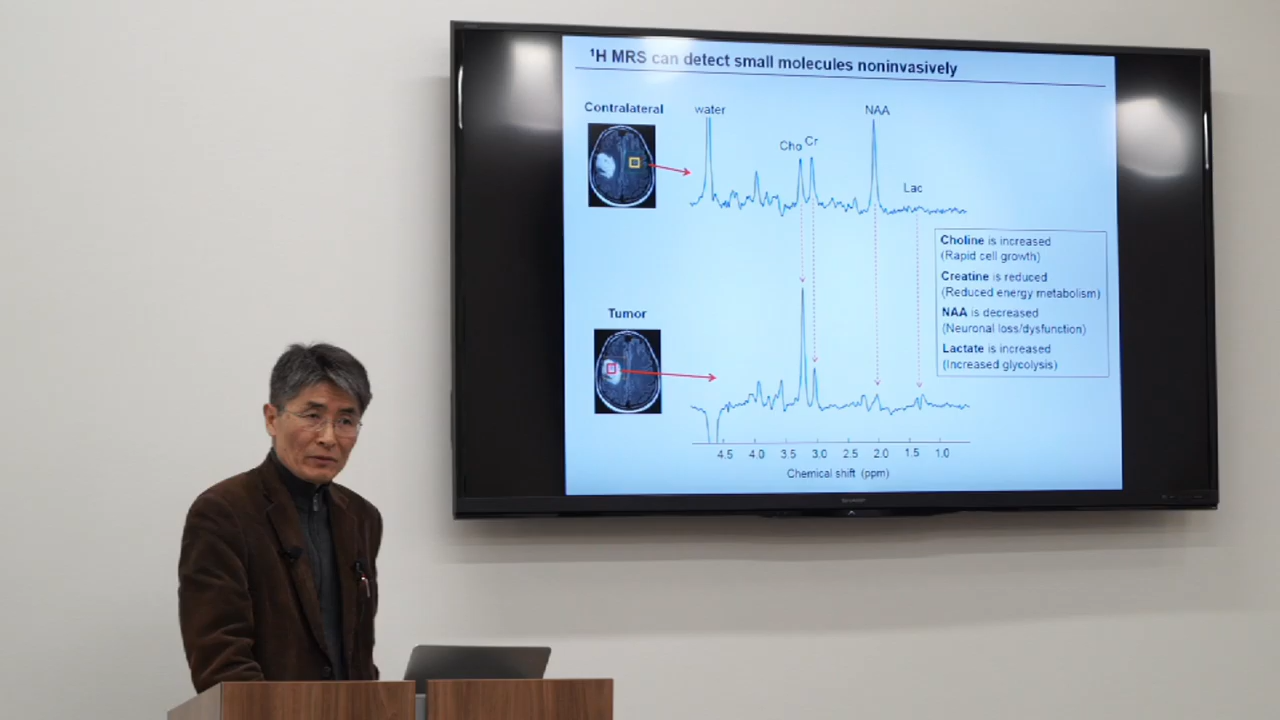 ¹H MRS can detect small molecules noninvasively
Contralateral
water
NAA
Cho
Cr
Lac
Choline is increased
(Rapid cell growth)
Creatine is reduced
(Reduced energy metabolism)
NAA is decreased
(Neuronal loss/dysfunction)
Lactate is increased
(Increased glycolysis)
Tumor
4.5 4.0 3.5 3.0 2.5 2.0 1.5 1.0
Chemical shift (ppm)
SHARP